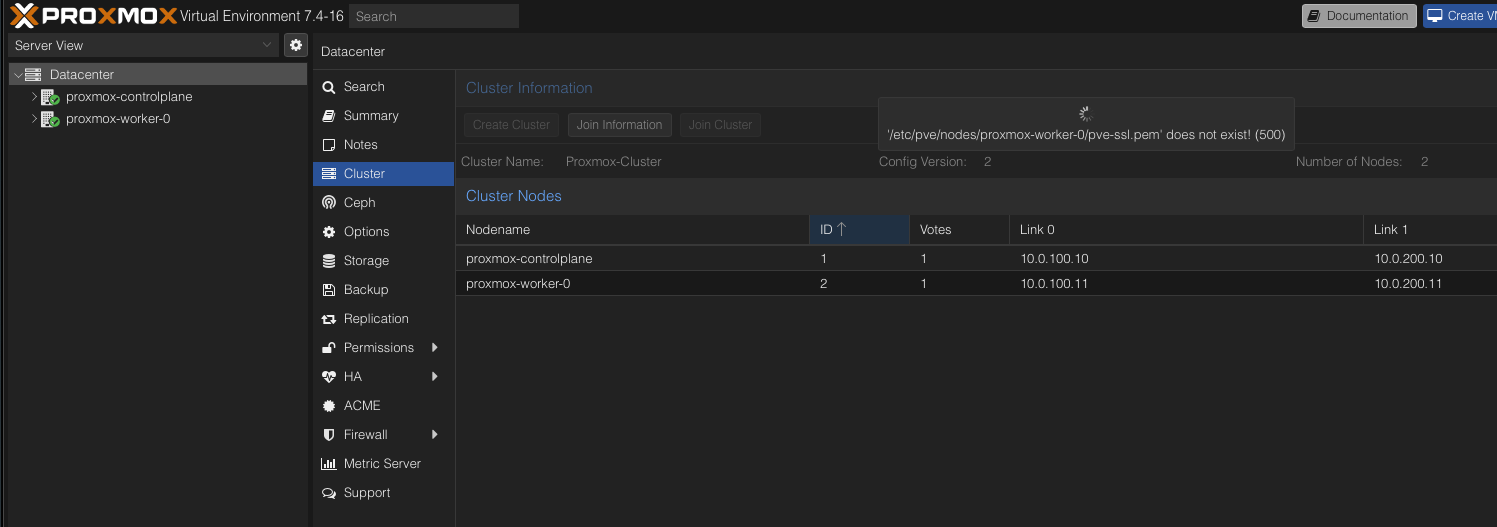 PROXMOX Virtual Environment 7.4-16 Search Documentation Create VM
Server View
Datacenter
proxmox-controlplane
proxmox-worker-0
Datacenter
Search
Summary
Notes
Cluster
Ceph
Options
Storage
Backup
Replication
Permissions
HA
ACME
Firewall
Metric Server
Support
Cluster Information
Create Cluster Join Information Join Cluster
'/etc/pve/nodes/proxmox-worker-0/pve-ssl.pem' does not exist! (500)
Cluster Name: Proxmox-Cluster Config Version: 2 Number of Nodes: 2
Cluster Nodes
Nodename ID ↑ Votes Link 0 Link 1
proxmox-controlplane 1 1 10.0.100.10 10.0.200.10
proxmox-worker-0 2 1 10.0.100.11 10.0.200.11